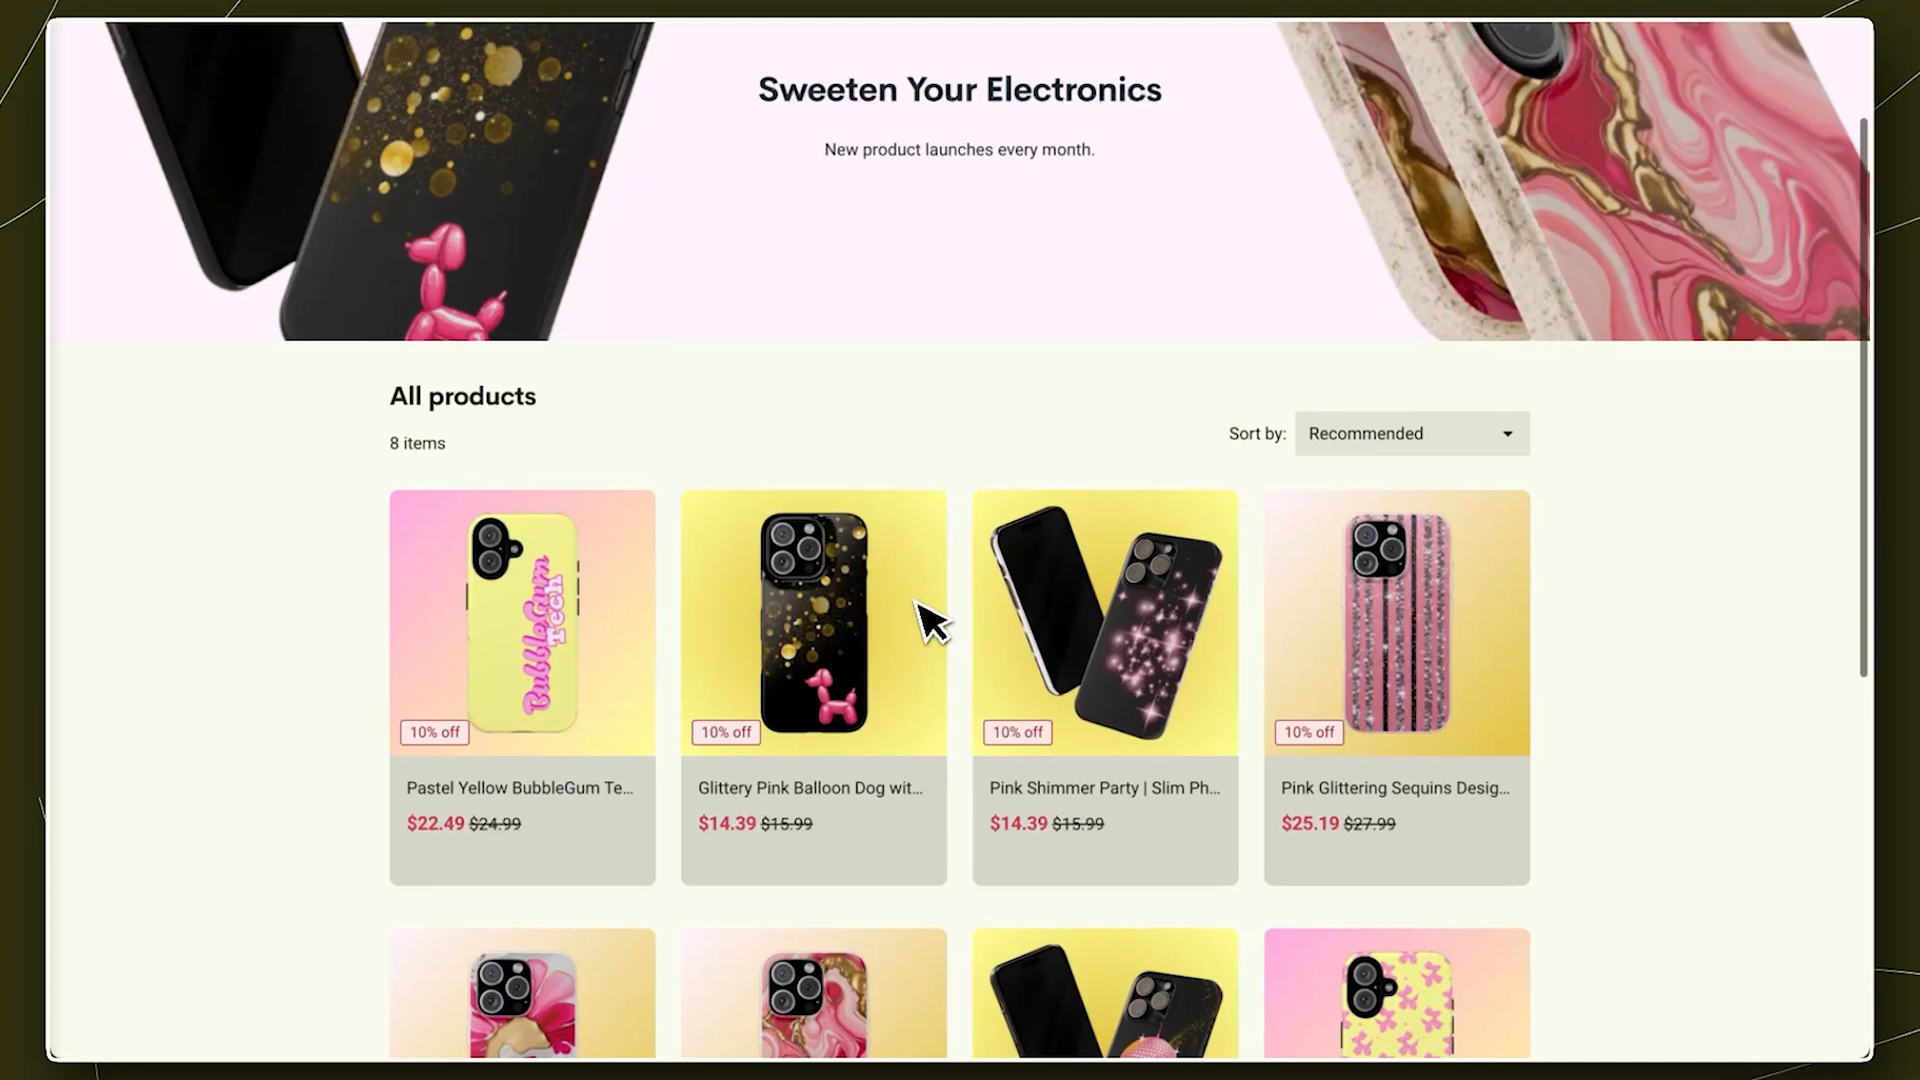 Sweeten Your Electronics
New product launches every month.
All products
8 items
Sort by: Recommended
BubbleGum
Tech
10% off
10% off
10% off
10% off
Pastel Yellow BubbleGum Te...
Glittery Pink Balloon Dog wit...
Pink Shimmer Party | Slim Ph...
Pink Glittering Sequins Desig...
$22.49 $24.99
$14.39 $15.99
$14.39 $15.99
$25.19 $27.99